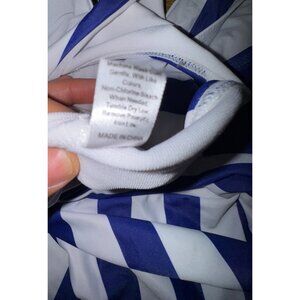 Machine Wash Cold
Gentle, With Like
Colors.
Non-Chlorine Bleach
When Needed,
Tumble Dry Low,
Remove Promptly.
MADE IN CHINA